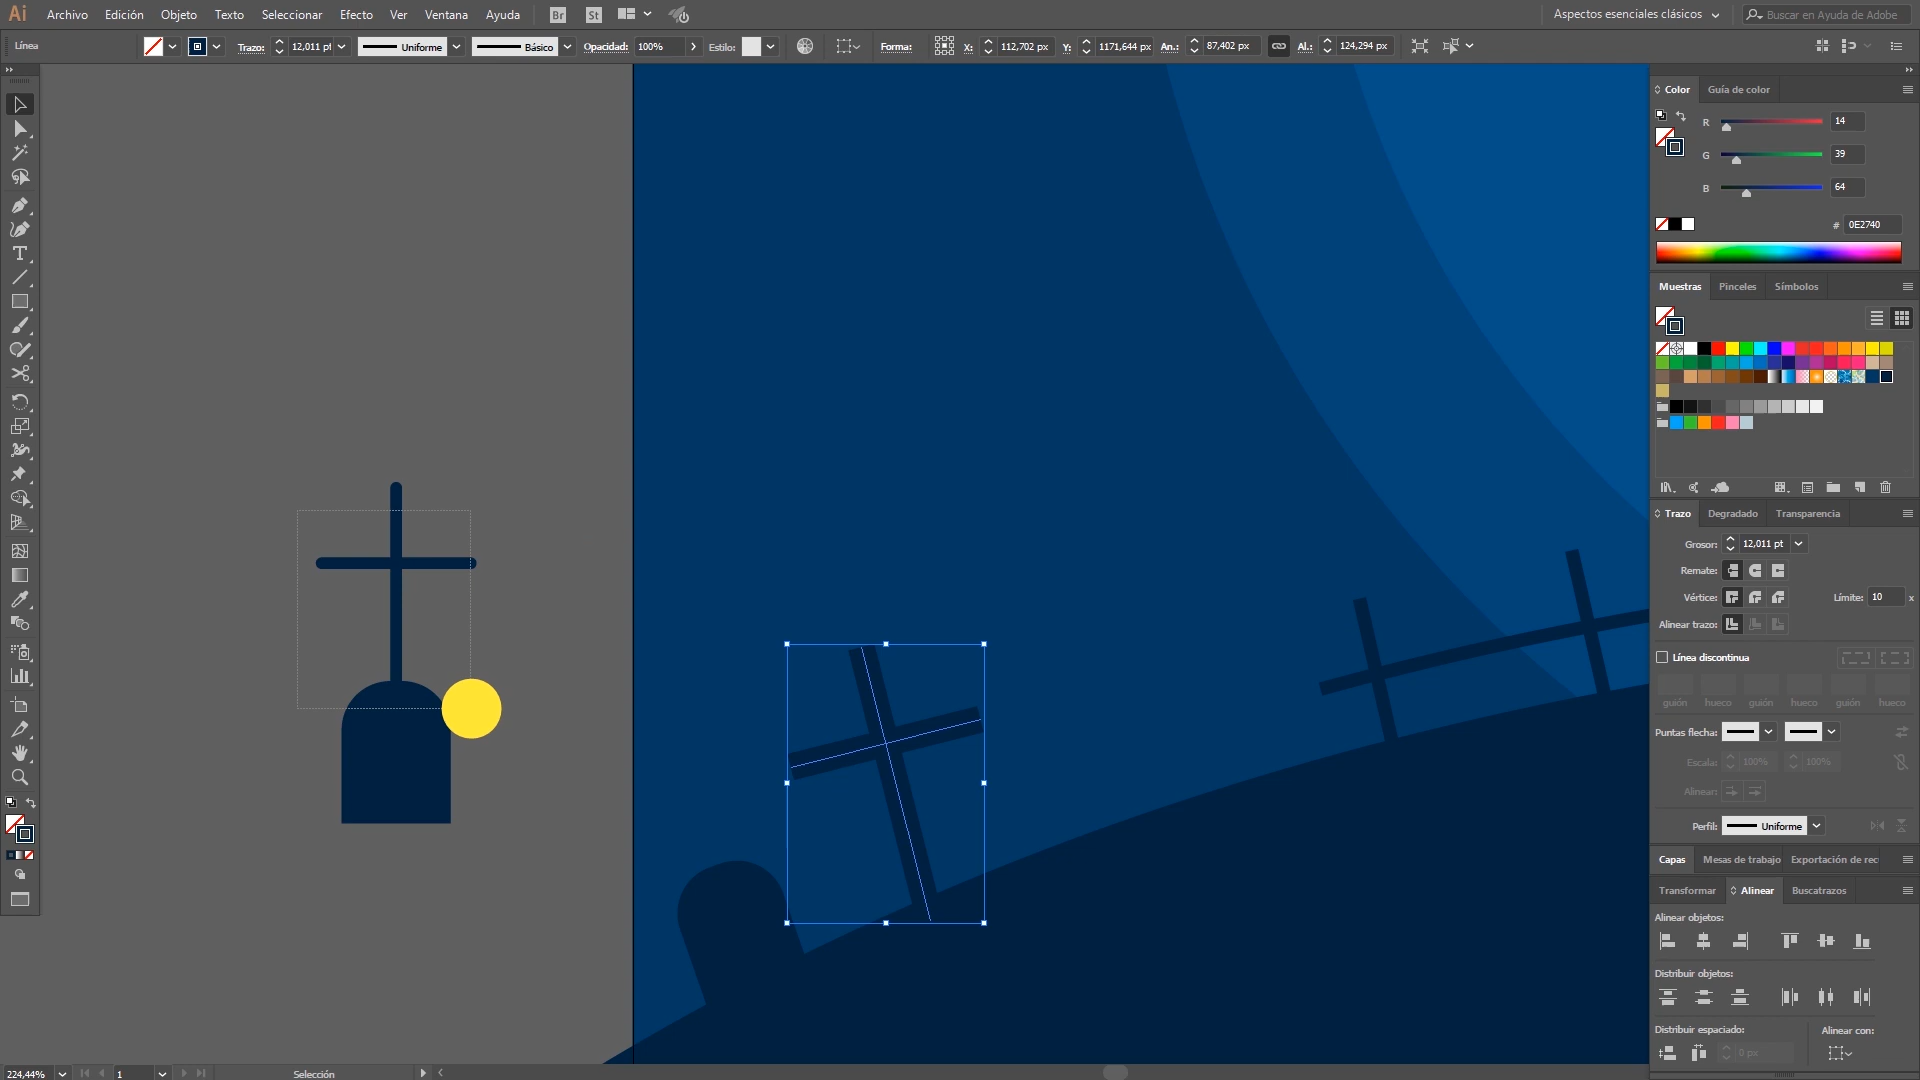 Ai Archivo Edición Objeto Texto Seleccionar Efecto Ver Ventana Ayuda Br St Aspectos esenciales clásicos Buscar en Ayuda de Adobe
Línea Trazo: 12,011 pt Uniforme Básico Opacidad: 100% Estilo: Forma: X: 112,702 px Y: 1171,644 px An.: 87,402 px Al.: 124,294 px
Color Guía de color
R 14
G 39
B 64
# 0E2740
Muestras Pinceles Símbolos
Trazo Degradado Transparencia
Grosor: 12,011 pt
Remate:
Vértice: Límite: 10 x
Alinear trazo:
Línea discontinua
guión hueco guión hueco guión hueco
Puntas flecha:
Escala: 100% 100%
Alinear:
Perfil: Uniforme
Capas Mesas de trabajo Exportación de rec
Transformar Alinear Buscatrazos
Alinear objetos:
Distribuir objetos:
Distribuir espaciado: Alinear con:
0 px
224,44% 1 Selección